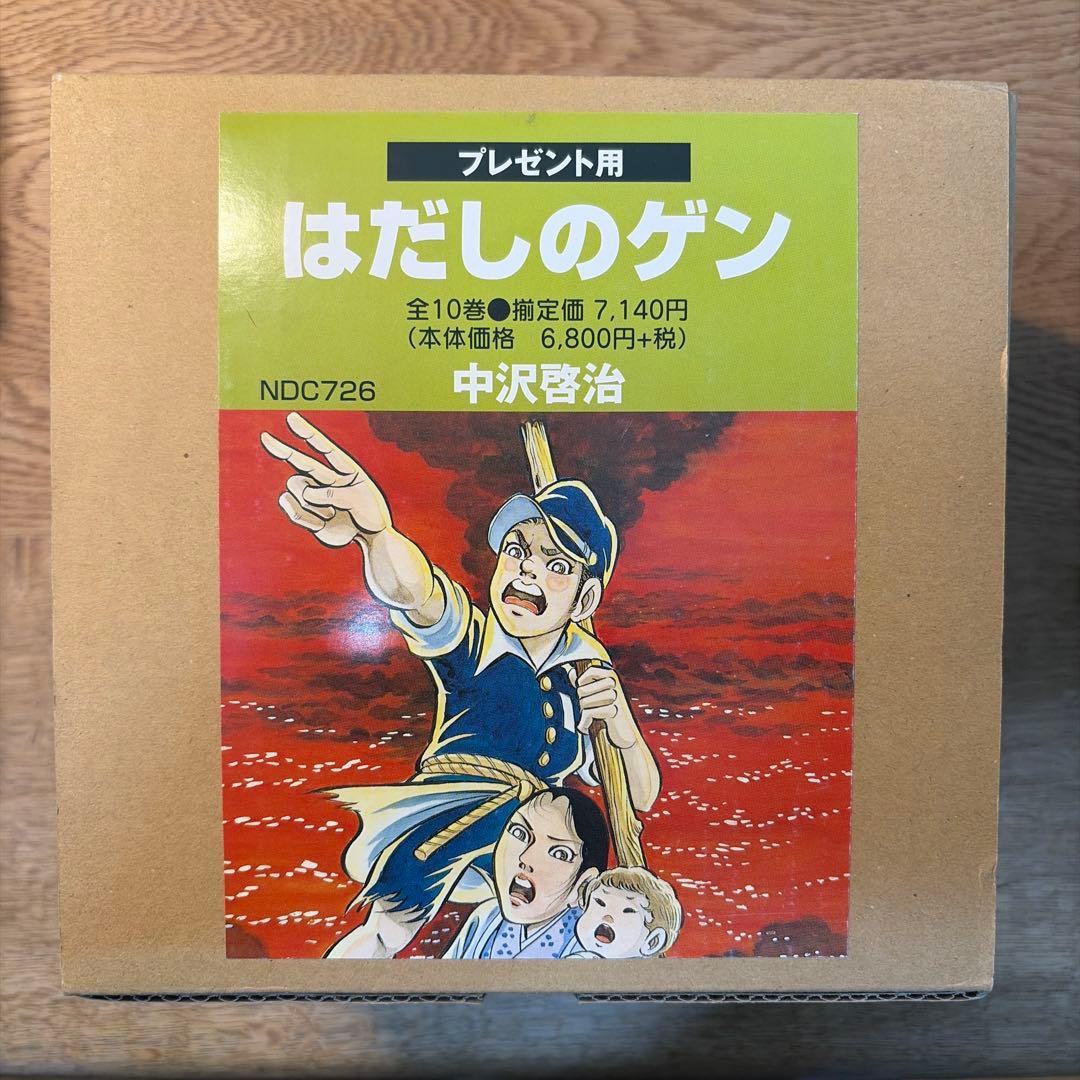 プレゼント用
はだしのゲン
全10巻●揃定価 7,140円
（本体価格　6,800円+税）
NDC726
中沢啓治